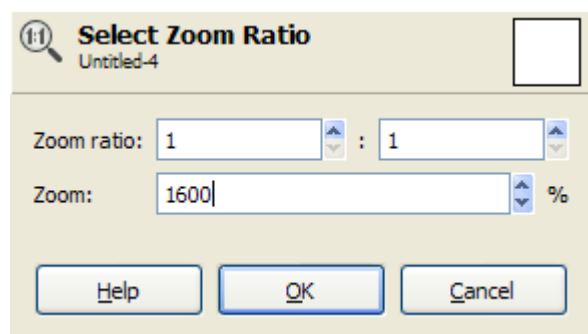 1:1
Select Zoom Ratio
Untitled-4
Zoom ratio: 1 : 1
Zoom: 1600 %
Help OK Cancel